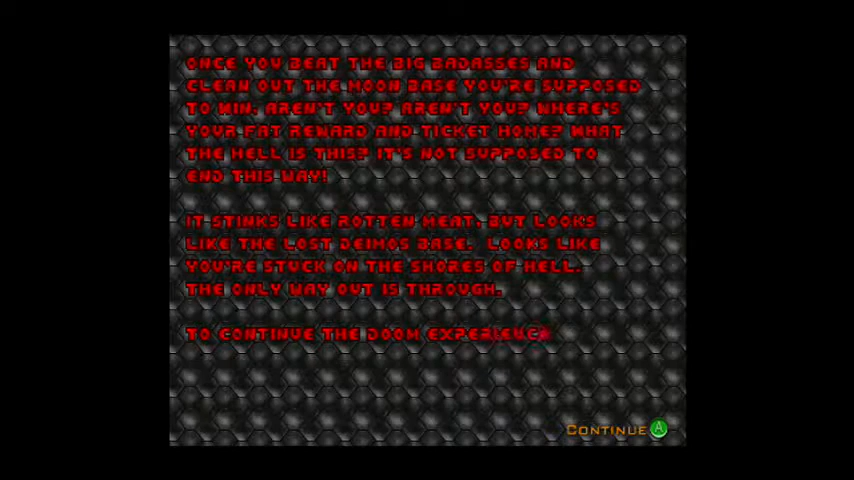 ONCE YOU BEAT THE BIG BADASSES AND
CLEAN OUT THE MOON BASE YOU'RE SUPPOSED
TO WIN, AREN'T YOU? AREN'T YOU? WHERE'S
YOUR FAT REWARD AND TICKET HOME? WHAT
THE HELL IS THIS? IT'S NOT SUPPOSED TO
END THIS WAY!
IT STINKS LIKE ROTTEN MEAT, BUT LOOKS
LIKE THE LOST DEIMOS BASE. LOOKS LIKE
YOU'RE STUCK ON THE SHORES OF HELL.
THE ONLY WAY OUT IS THROUGH.
TO CONTINUE THE DOOM EXPERIENCE
CONTINUE A